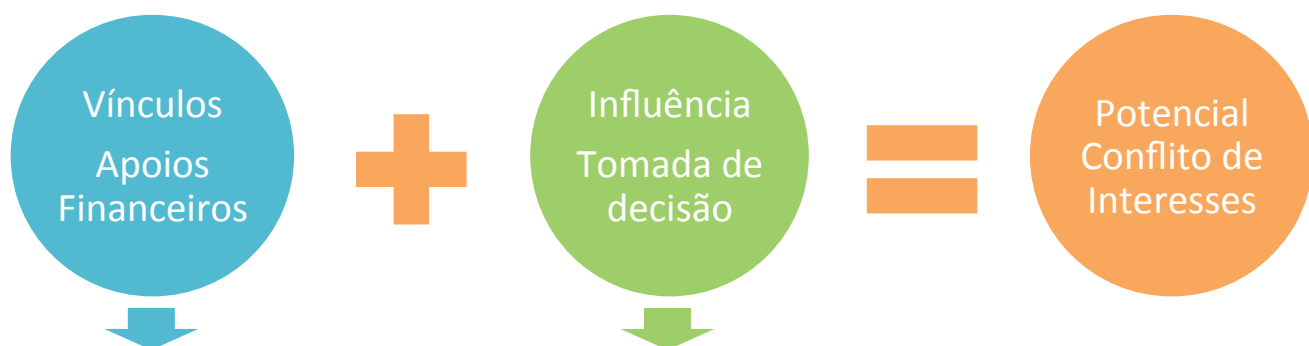 Vínculos
Apoios
Financeiros
Influência
Tomada de
decisão
Potencial
Conflito de
Interesses